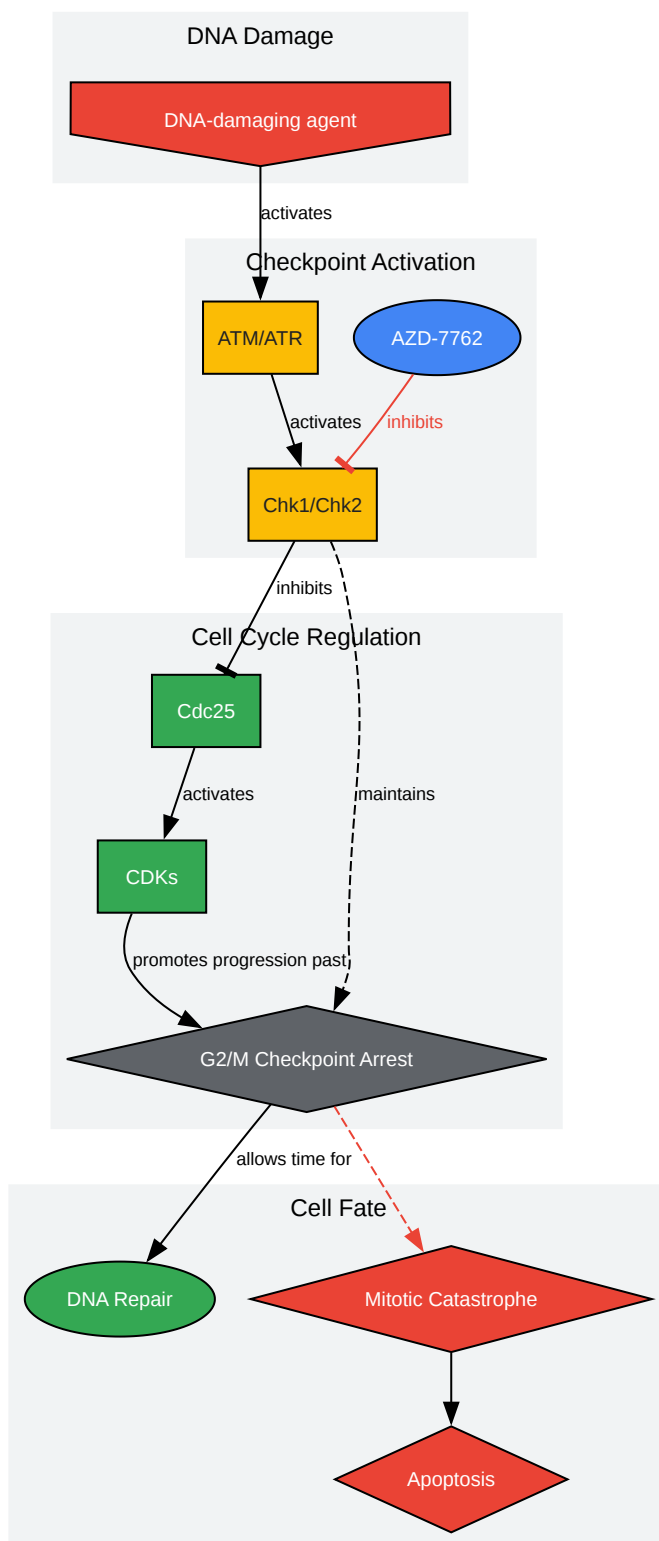 DNA Damage
DNA-damaging agent
activates
Checkpoint Activation
ATM/ATR
AZD-7762
activates
inhibits
Chk1/Chk2
inhibits
Cell Cycle Regulation
Cdc25
activates
maintains
CDKs
promotes progression past
G2/M Checkpoint Arrest
allows time for
Cell Fate
DNA Repair
Mitotic Catastrophe
Apoptosis